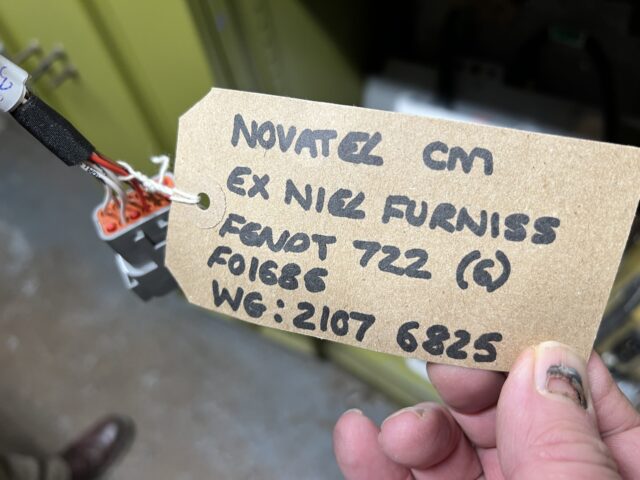 NOVATEL CM
EX NIEL FURNISS
FENDT 722 (G)
F01686
WG: 2107 6825